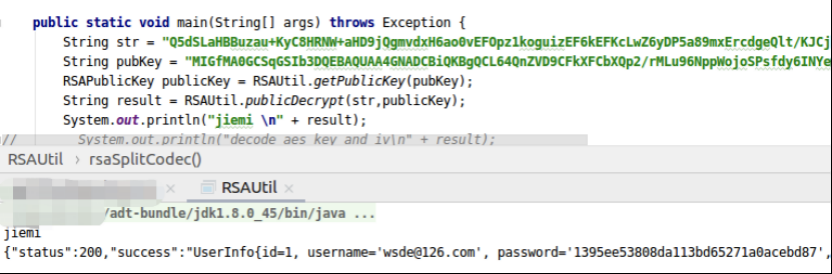 public static void main(String[] args) throws Exception {
String str = "Q5dSLaHBBuzau+KyC8HRNW+aHD9jQgmvdxH6ao0vEFOpz1koguizEF6kEFKcLwZ6yDP5a89mxErcdgeQlt/KJCj
String pubKey = "MIGfMA0GCSqGSIb3DQEBAQUAA4GNADCBiQKBgQCL64QnZVD9CFkXFCbXQp2/rMLu96NppWojoSPsfdy6INYe
RSAPublicKey publicKey = RSAUtil.getPublicKey(pubKey);
String result = RSAUtil.publicDecrypt(str,publicKey);
System.out.println("jiemi \n" + result);
// System.out.println("decode aes key and iv\n" + result);
RSAUtil › rsaSplitCodec()
RSAUtil
/adt-bundle/jdk1.8.0_45/bin/java ...
jiemi
{"status":200,"success":"UserInfo{id=1, username='wsde@126.com', password='1395ee53808da113bd65271a0acebd87',